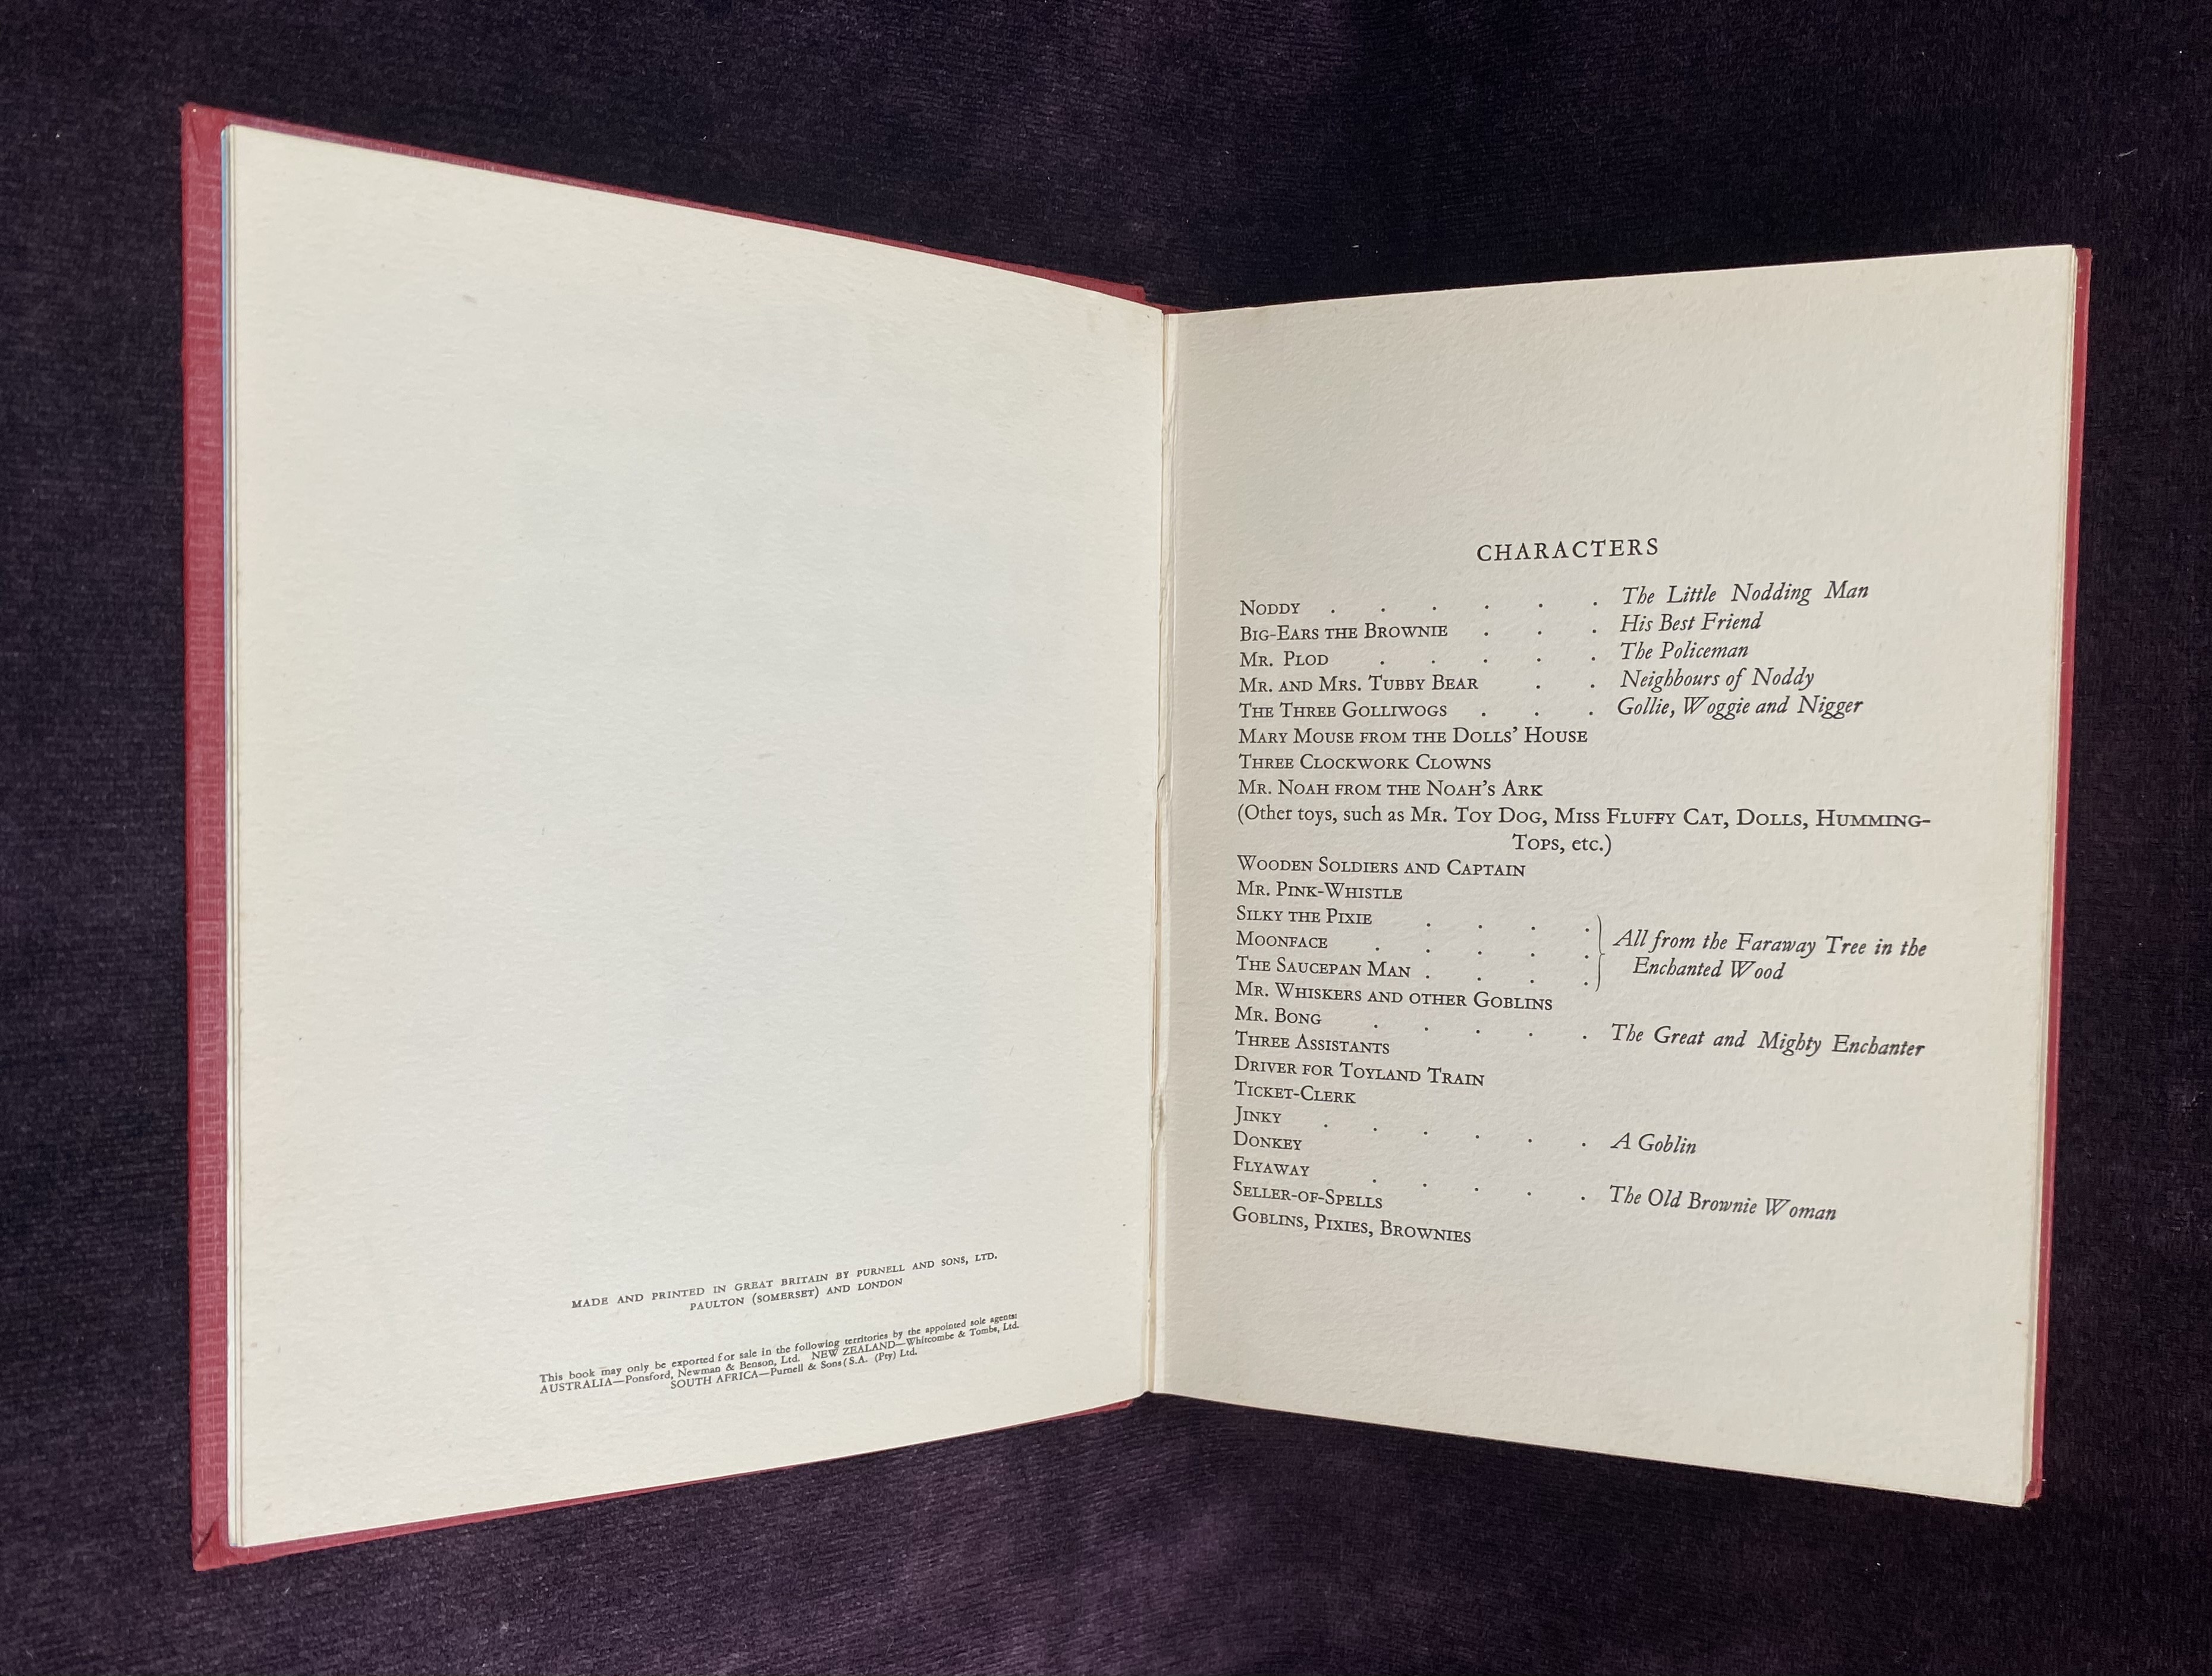 MADE AND PRINTED IN GREAT BRITAIN BY PURNELL AND SONS, LTD.
PAULTON (SOMERSET) AND LONDON
This book may only be exported for sale in the following territories by the appointed sole agents:
AUSTRALIA—Ponsford, Newman & Benson, Ltd. NEW ZEALAND—Whitcombe & Tombs, Ltd.
SOUTH AFRICA—Purnell & Sons (S.A. (Pty) Ltd.
CHARACTERS
NODDY . . . . . . The Little Nodding Man
BIG-EARS THE BROWNIE . . . His Best Friend
MR. PLOD . . . . . The Policeman
MR. AND MRS. TUBBY BEAR . . Neighbours of Noddy
THE THREE GOLLIWOGS . . . Gollie, Woggie and Nigger
MARY MOUSE FROM THE DOLLS' HOUSE
THREE CLOCKWORK CLOWNS
MR. NOAH FROM THE NOAH'S ARK
(Other toys, such as MR. TOY DOG, MISS FLUFFY CAT, DOLLS, HUMMING-
TOPS, etc.)
WOODEN SOLDIERS AND CAPTAIN
MR. PINK-WHISTLE
SILKY THE PIXIE . . . .
MOONFACE . . . . . All from the Faraway Tree in the
THE SAUCEPAN MAN . . . . Enchanted Wood
MR. WHISKERS AND OTHER GOBLINS
MR. BONG . . . . . The Great and Mighty Enchanter
THREE ASSISTANTS
DRIVER FOR TOYLAND TRAIN
TICKET-CLERK
JINKY . . . . . . A Goblin
DONKEY
FLYAWAY . . . . . The Old Brownie Woman
SELLER-OF-SPELLS
GOBLINS, PIXIES, BROWNIES